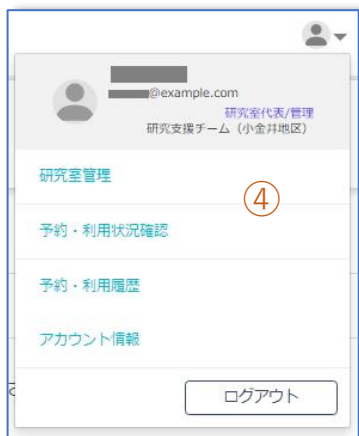 @example.com
研究室代表/管理
研究支援チーム（小金井地区）
研究室管理
④
予約・利用状況確認
予約・利用履歴
アカウント情報
ログアウト